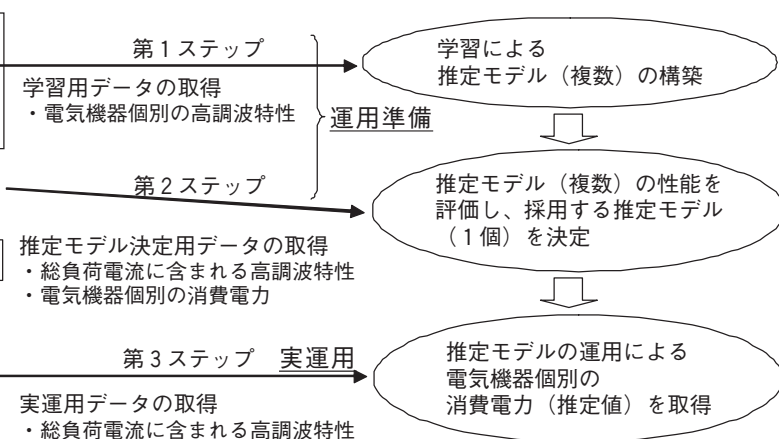 第1ステップ
学習用データの取得
・電気機器個別の高調波特性
運用準備
学習による
推定モデル（複数）の構築
第2ステップ
推定モデル決定用データの取得
・総負荷電流に含まれる高調波特性
・電気機器個別の消費電力
推定モデル（複数）の性能を
評価し、採用する推定モデル
（1個）を決定
第3ステップ　実運用
実運用データの取得
・総負荷電流に含まれる高調波特性
推定モデルの運用による
電気機器個別の
消費電力（推定値）を取得